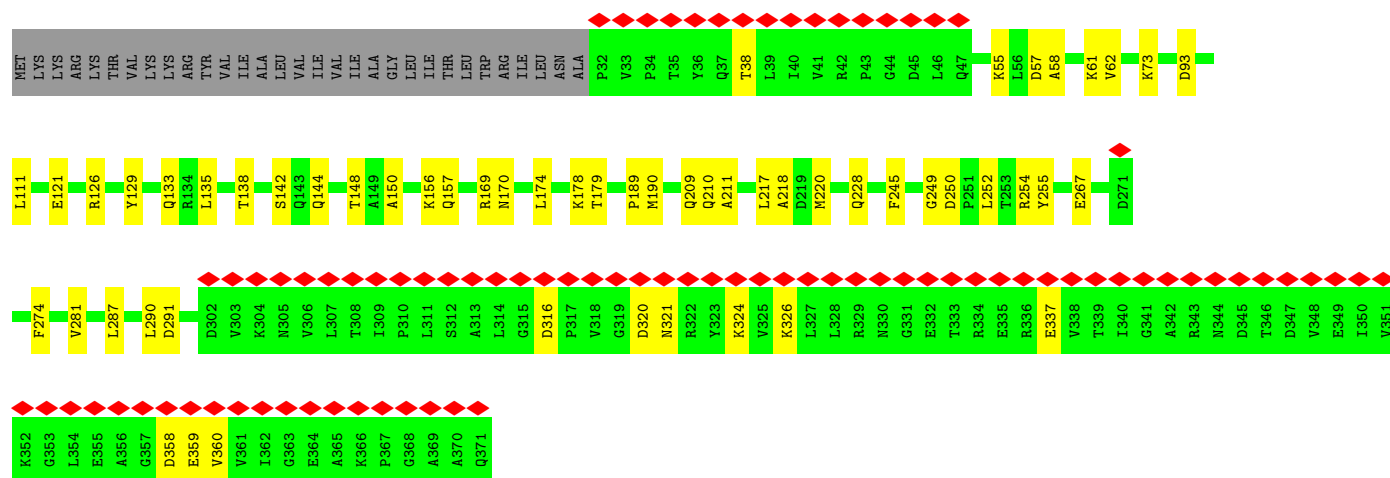 MET LYS LYS ARG LYS THR VAL LYS LYS ARG TYR VAL ILE ALA LEU VAL ILE VAL ILE ALA GLY LEU ILE THR LEU TRP ARG ILE LEU ASN ALA P32 V33 P34 T35 Y36 Q37 T38 L39 I40 V41 R42 P43 G44 D45 L46 Q47 K55 L56 D57 A58 K61 V62 K73 D93
L111 E121 R126 Y129 Q133 R134 L135 T138 S142 Q143 Q144 T148 A149 A150 K156 Q157 R169 N170 L174 K178 T179 P189 M190 Q209 Q210 A211 L217 A218 D219 M220 Q228 F245 G249 D250 P251 L252 T253 R254 Y255 E267 D271
F274 V281 L287 L290 D291 D302 V303 K304 N305 V306 L307 T308 I309 P310 L311 S312 A313 L314 G315 D316 P317 V318 G319 D320 N321 R322 Y323 K324 V325 K326 L327 L328 R329 N330 G331 E332 T333 R334 E335 R336 E337 V338 T339 I340 G341 A342 R343 N344 D345 T346 D347 V348 E349 I350 V351
K352 G353 L354 E355 A356 G357 D358 E359 V360 V361 I362 G363 E364 A365 K366 P367 G368 A369 A370 Q371